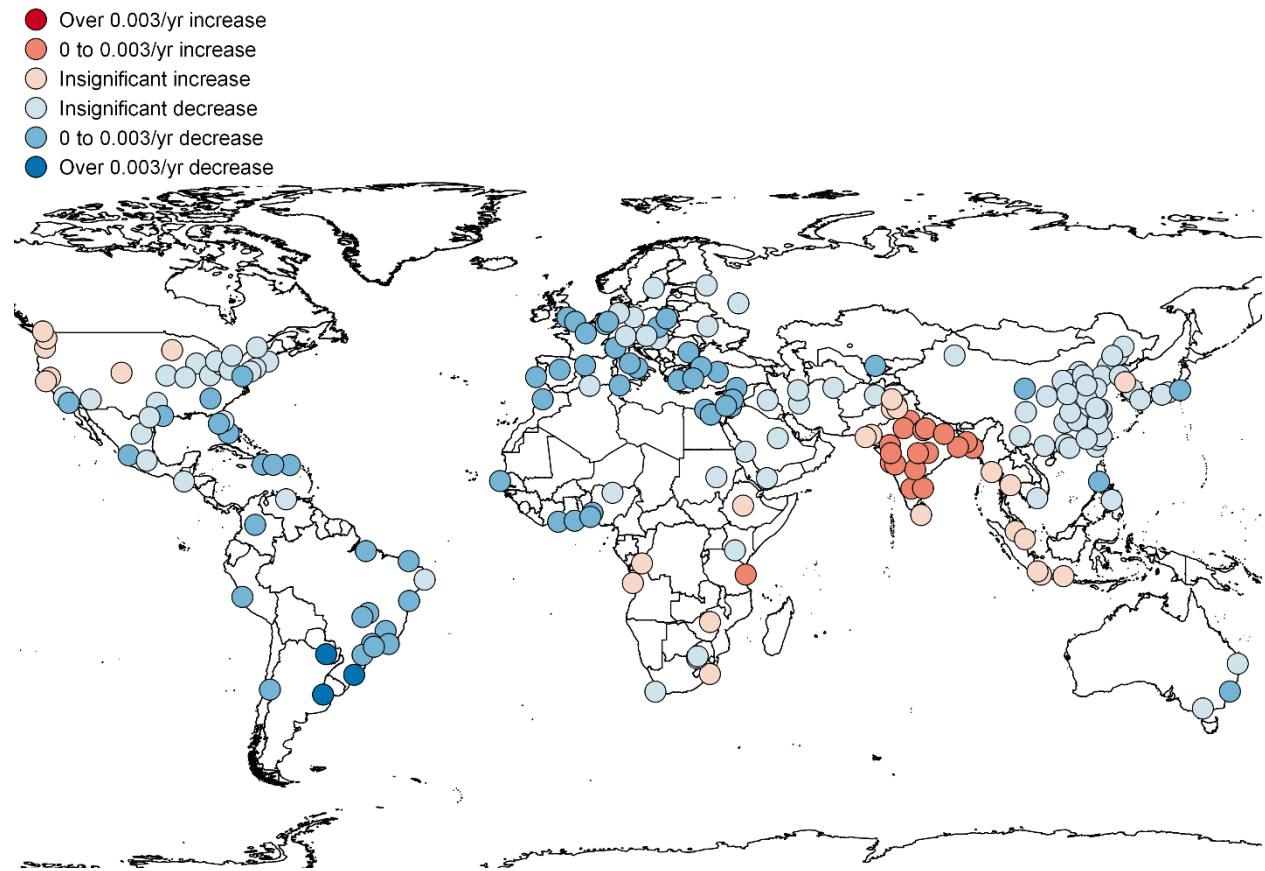 Over 0.003/yr increase
0 to 0.003/yr increase
Insignificant increase
Insignificant decrease
0 to 0.003/yr decrease
Over 0.003/yr decrease